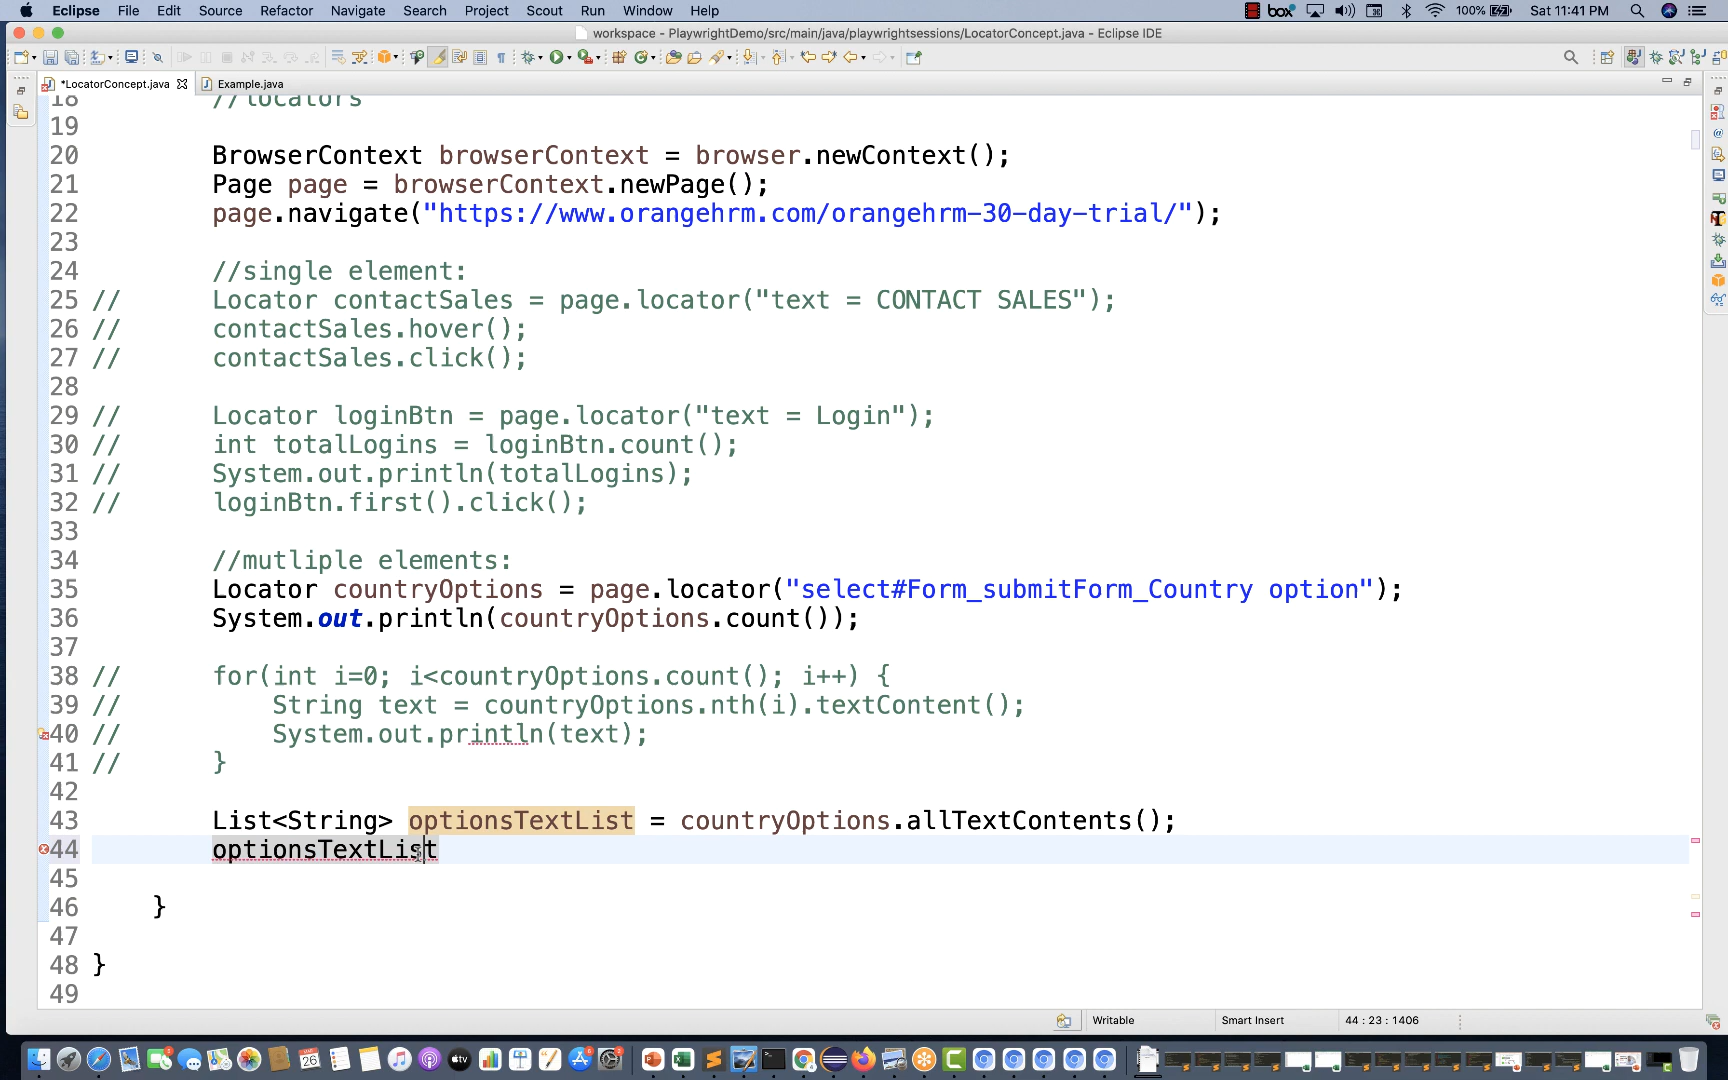 Eclipse File Edit Source Refactor Navigate Search Project Scout Run Window Help box 100% Sat 11:41 PM
workspace - PlaywrightDemo/src/main/java/playwrightsessions/LocatorConcept.java - Eclipse IDE
*LocatorConcept.java Example.java
18 //locators
19
20 BrowserContext browserContext = browser.newContext();
21 Page page = browserContext.newPage();
22 page.navigate("https://www.orangehrm.com/orangehrm-30-day-trial/");
23
24 //single element:
25 // Locator contactSales = page.locator("text = CONTACT SALES");
26 // contactSales.hover();
27 // contactSales.click();
28
29 // Locator loginBtn = page.locator("text = Login");
30 // int totalLogins = loginBtn.count();
31 // System.out.println(totalLogins);
32 // loginBtn.first().click();
33
34 //mutliple elements:
35 Locator countryOptions = page.locator("select#Form_submitForm_Country option");
36 System.out.println(countryOptions.count());
37
38 // for(int i=0; i<countryOptions.count(); i++) {
39 // String text = countryOptions.nth(i).textContent();
40 // System.out.println(text);
41 // }
42
43 List<String> optionsTextList = countryOptions.allTextContents();
44 optionsTextList
45
46 }
47
48 }
49
Writable Smart Insert 44 : 23 : 1406